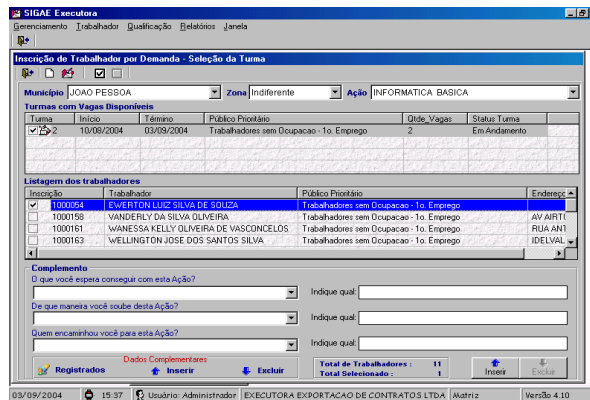 SIGAE Executora
Gerenciamento Trabalhador Qualificação Relatórios Janela
Inscrição de Trabalhador por Demanda - Seleção da Turma
Município JOAO PESSOA Zona Indiferente Ação INFORMATICA BASICA
Turmas com Vagas Disponíveis
Turma Início Término Público Prioritário Qtde_Vagas Status Turma
2 10/08/2004 03/09/2004 Trabalhadores sem Ocupacao - 1o. Emprego 2 Em Andamento
Listagem dos trabalhadores
Inscrição Trabalhador Público Prioritário Endereço
1000054 EWERTON LUIZ SILVA DE SOUZA Trabalhadores sem Ocupacao - 1o. Emprego
1000158 VANDERLY DA SILVA OLIVEIRA Trabalhadores sem Ocupacao - 1o. Emprego AV AIRTO
1000161 WANESSA KELLY OLIVEIRA DE VASCONCELOS Trabalhadores sem Ocupacao - 1o. Emprego RUA ANT
1000163 WELLINGTON JOSE DOS SANTOS SILVA Trabalhadores sem Ocupacao - 1o. Emprego IDELVAL
Complemento
O que você espera conseguir com esta Ação?
Indique qual:
De que maneira você soube desta Ação?
Indique qual:
Quem encaminhou você para esta Ação?
Indique qual:
Dados Complementares
Registrados Inserir Excluir
Total de Trabalhadores : 11
Total Selecionado : 1
Inserir Excluir
03/09/2004 15:37 Usuário: Administrador EXECUTORA EXPORTACAO DE CONTRATOS LTDA Matriz Versão 4.10